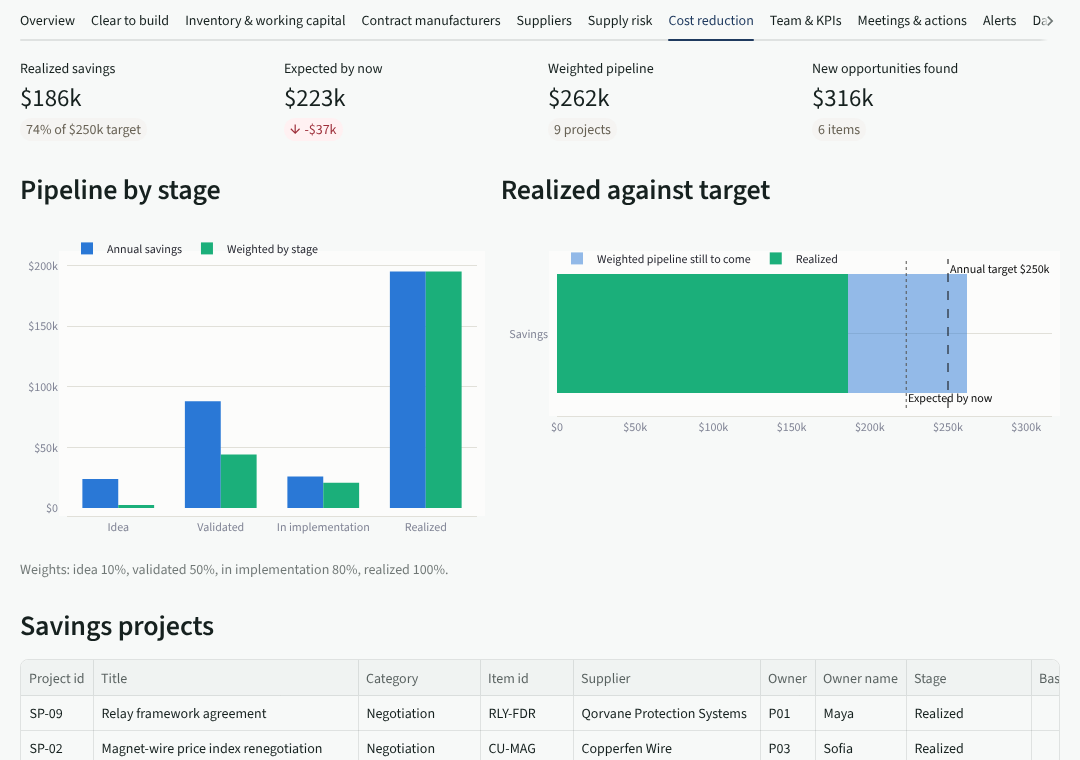 Overview Clear to build Inventory & working capital Contract manufacturers Suppliers Supply risk Cost reduction Team & KPIs Meetings & actions Alerts
Realized savings Expected by now Weighted pipeline New opportunities found
$186k $223k $262k $316k
74% of $250k target ↓ -$37k 9 projects 6 items
Pipeline by stage Realized against target
Annual savings Weighted by stage
Weighted pipeline still to come Realized
$200k
Annual target $250k
$150k
Savings
$100k
Expected by now
$0 $50k $100k $150k $200k $250k $300k
$50k
$0
Idea Validated In implementation Realized
Weights: idea 10%, validated 50%, in implementation 80%, realized 100%.
Savings projects
Project id Title Category Item id Supplier Owner Owner name Stage Bas
SP-09 Relay framework agreement Negotiation RLY-FDR Qorvane Protection Systems P01 Maya Realized
SP-02 Magnet-wire price index renegotiation Negotiation CU-MAG Copperfen Wire P03 Sofia Realized